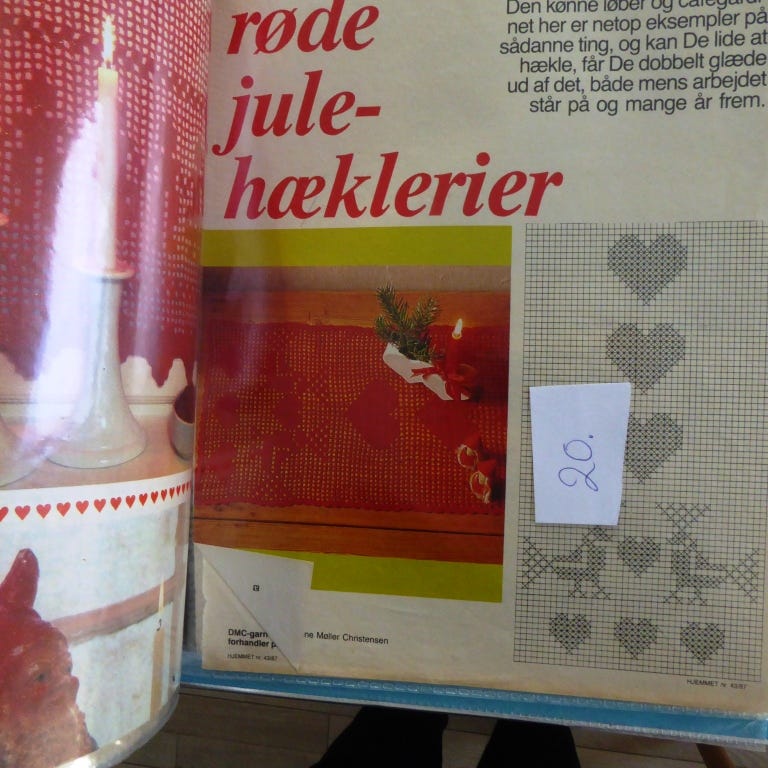 røde
jule-
hæklerier
Den kønne løber og cafégardi-
net her er netop eksempler på
sådanne ting, og kan De lide at
hækle, får De dobbelt glæde
ud af det, både mens arbejdet
står på og mange år frem.
20.
DMC-garn ne Møller Christensen
forhandler p
HJEMMET nr. 43/87
HJEMMET nr. 43/87